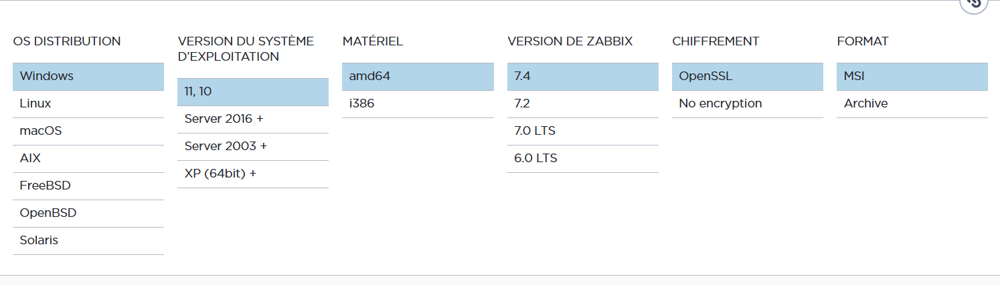 OS DISTRIBUTION
Windows
Linux
macOS
AIX
FreeBSD
OpenBSD
Solaris
VERSION DU SYSTÈME
D’EXPLOITATION
11, 10
Server 2016 +
Server 2003 +
XP (64bit) +
MATÉRIEL
amd64
i386
VERSION DE ZABBIX
7.4
7.2
7.0 LTS
6.0 LTS
CHIFFREMENT
OpenSSL
No encryption
FORMAT
MSI
Archive